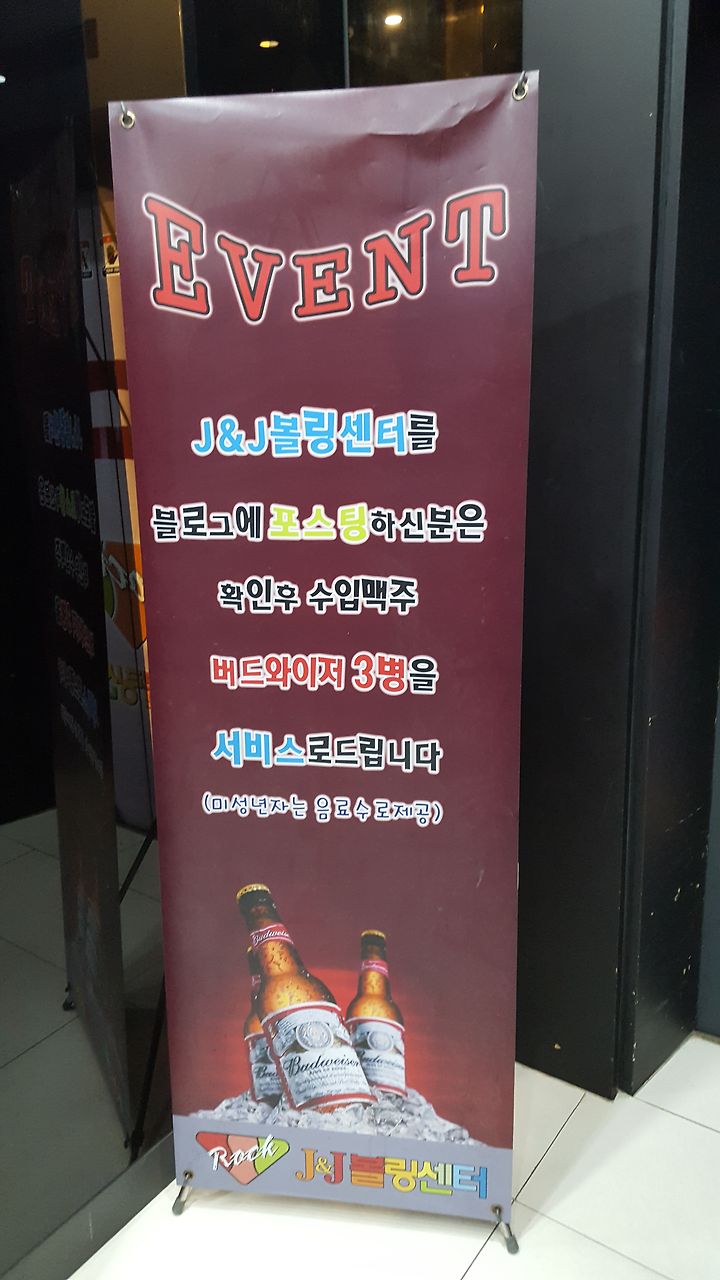 EVENT
J&J볼링센터를
블로그에 포스팅하신분은
확인후 수입맥주
버드와이저 3병을
서비스로드립니다
(미성년자는 음료수로제공)
Budweiser
Budweiser
Budweiser
Rock J&J볼링센터